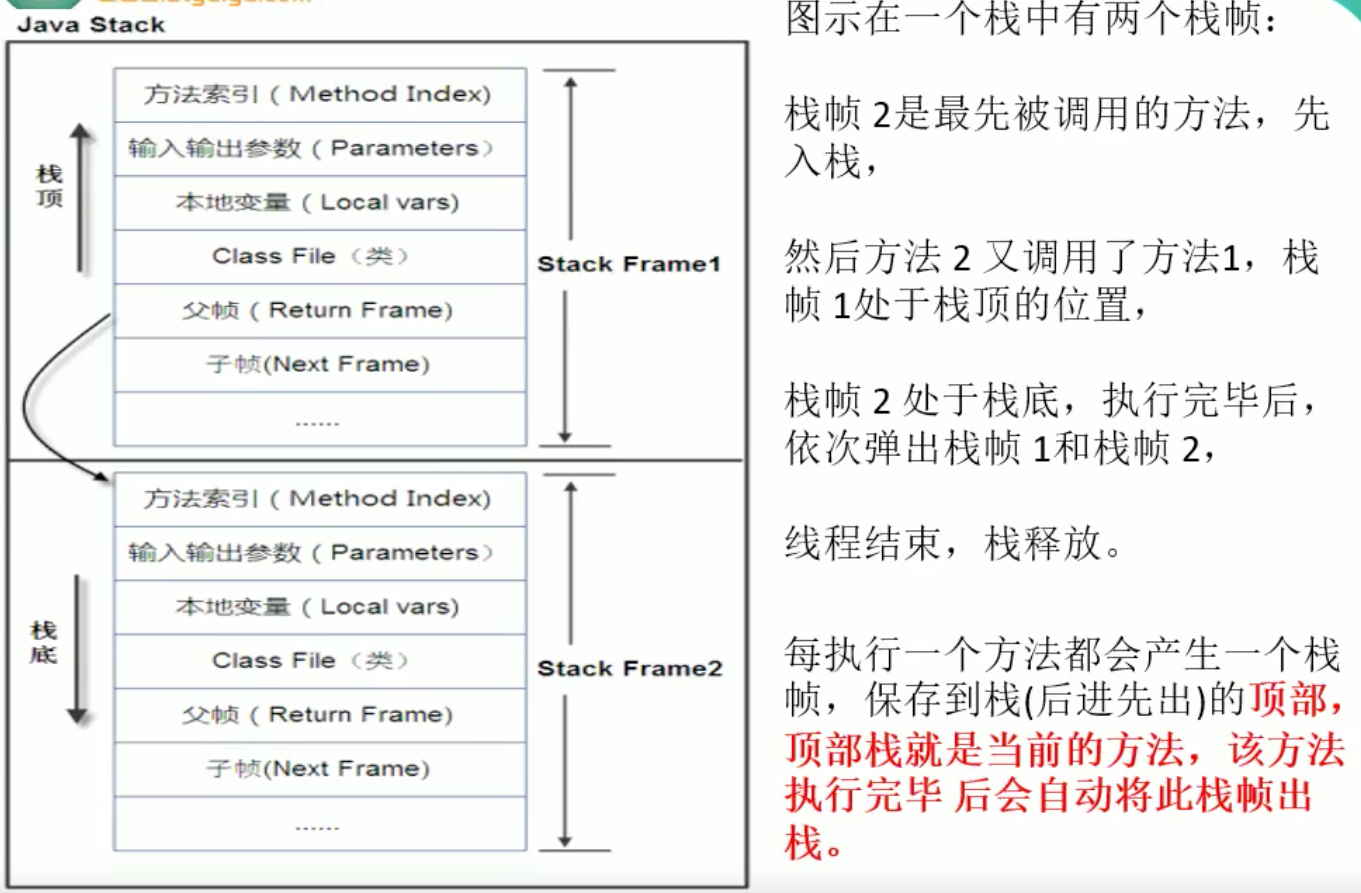 Java Stack
方法索引 ( Method Index)
输入输出参数 ( Parameters）
本地变量 ( Local vars)
Class File（类）
父帧 ( Return Frame)
子帧(Next Frame)
......
栈
顶
Stack Frame1
方法索引 ( Method Index)
输入输出参数 ( Parameters）
本地变量 ( Local vars)
Class File（类）
父帧 ( Return Frame)
子帧(Next Frame)
......
栈
底
Stack Frame2
图示在一个栈中有两个栈帧：
栈帧 2是最先被调用的方法，先
入栈，
然后方法 2 又调用了方法1，栈
帧 1处于栈顶的位置，
栈帧 2 处于栈底，执行完毕后，
依次弹出栈帧 1和栈帧 2，
线程结束，栈释放。
每执行一个方法都会产生一个栈
帧，保存到栈(后进先出)的顶部，
顶部栈就是当前的方法，该方法
执行完毕 后会自动将此栈帧出
栈。